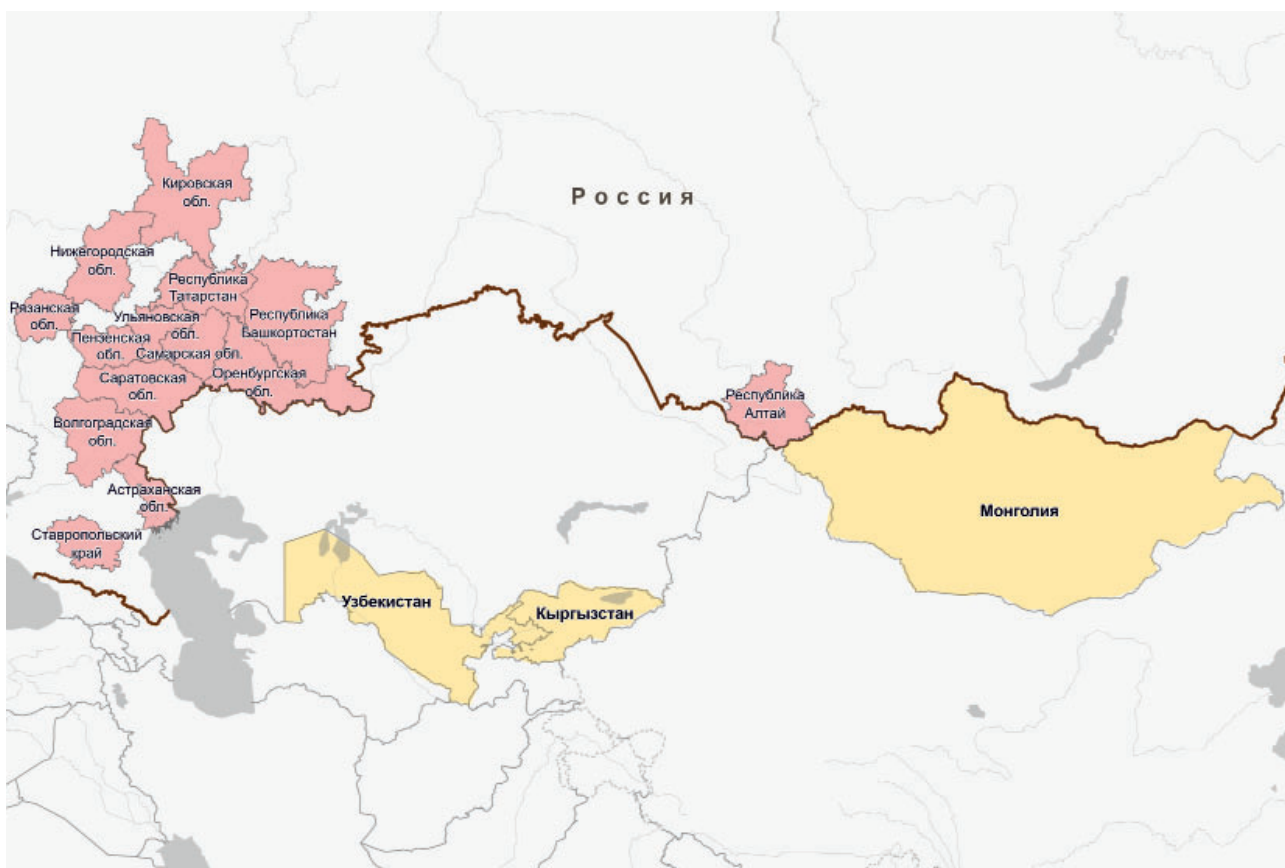 Россия
Кировская
обл.
Нижегородская
обл.
Республика
Татарстан
Рязанская
обл.
Ульяновская
обл.
Республика
Башкортостан
Пензенская
обл.
Самарская обл.
Саратовская
обл.
Оренбургская
обл.
Республика
Алтай
Волгоградская
обл.
Астраханская
обл.
Монголия
Ставропольский
край
Узбекистан
Кыргызстан